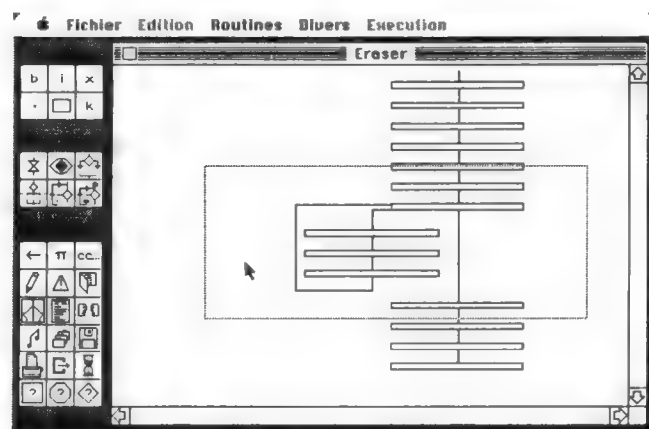 Fichier Edition Routines Divers Execution
Eraser
b i x
k
← π CC...
? ? ?